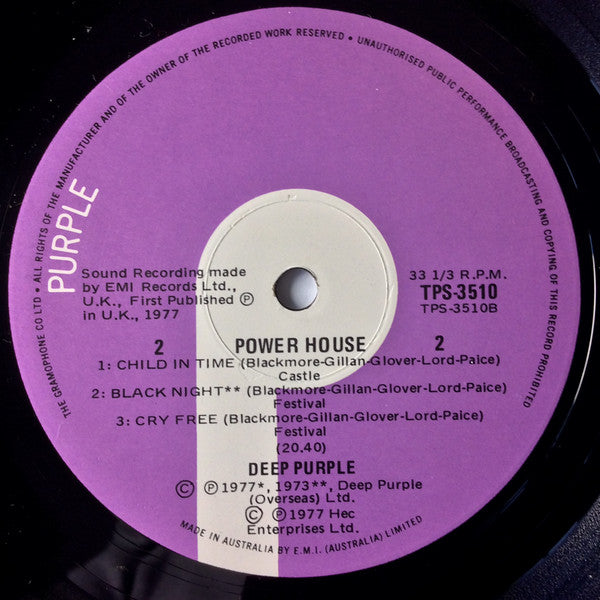 THE GRAMOPHONE CO LTD • ALL RIGHTS OF THE MANUFACTURER AND OF THE OWNER OF THE RECORDED WORK RESERVED • UNAUTHORISED PUBLIC PERFORMANCE BROADCASTING AND COPYING OF THIS RECORD PROHIBITED
PURPLE
Sound Recording made
by EMI Records Ltd.,
U.K., First Published ℗
in U.K., 1977
33 1/3 R.P.M.
TPS-3510
TPS-3510B
2 POWER HOUSE 2
1: CHILD IN TIME (Blackmore-Gillan-Glover-Lord-Paice)
Castle
2: BLACK NIGHT** (Blackmore-Gillan-Glover-Lord-Paice)
Festival
3: CRY FREE (Blackmore-Gillan-Glover-Lord-Paice)
Festival
(20.40)
DEEP PURPLE
© ℗ 1977*, 1973**, Deep Purple
(Overseas) Ltd.
© ℗ 1977 Hec
Enterprises Ltd.
MADE IN AUSTRALIA BY E.M.I. (AUSTRALIA) LIMITED